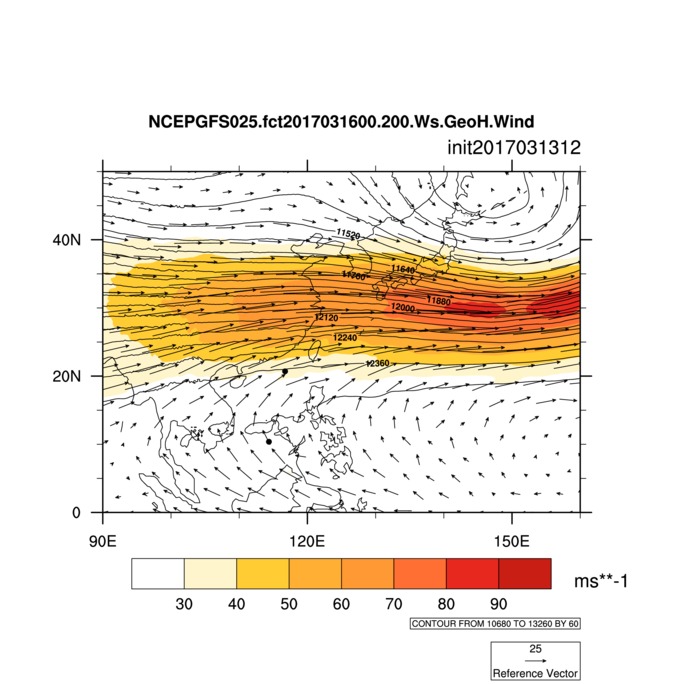 NCEPGFS025.fct2017031600.200.Ws.GeoH.Wind
init2017031312
40N
11520
11640
11760
11880
12000
12120
12240
12360
20N
0
90E 120E 150E
ms**-1
30 40 50 60 70 80 90
CONTOUR FROM 10680 TO 13260 BY 60
25
Reference Vector